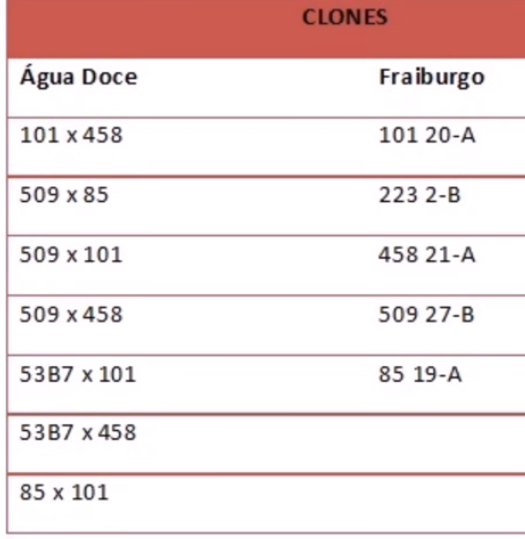 CLONES
Água Doce Fraiburgo
101 x 458 101 20-A
509 x 85 223 2-B
509 x 101 458 21-A
509 x 458 509 27-B
53B7 x 101 85 19-A
53B7 x 458
85 x 101